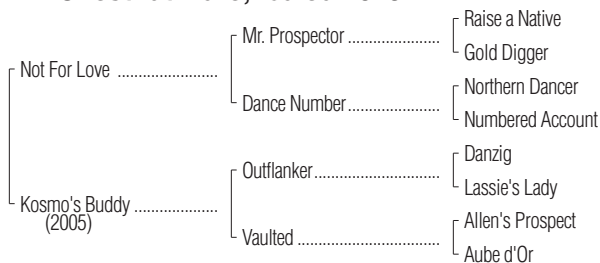 Raise a Native
Mr. Prospector ........................
Gold Digger
Not For Love ..........................
Northern Dancer
Dance Number ........................
Numbered Account
Danzig
Outflanker ................................
Lassie's Lady
Kosmo's Buddy ......................
(2005)
Allen's Prospect
Vaulted ....................................
Aube d'Or